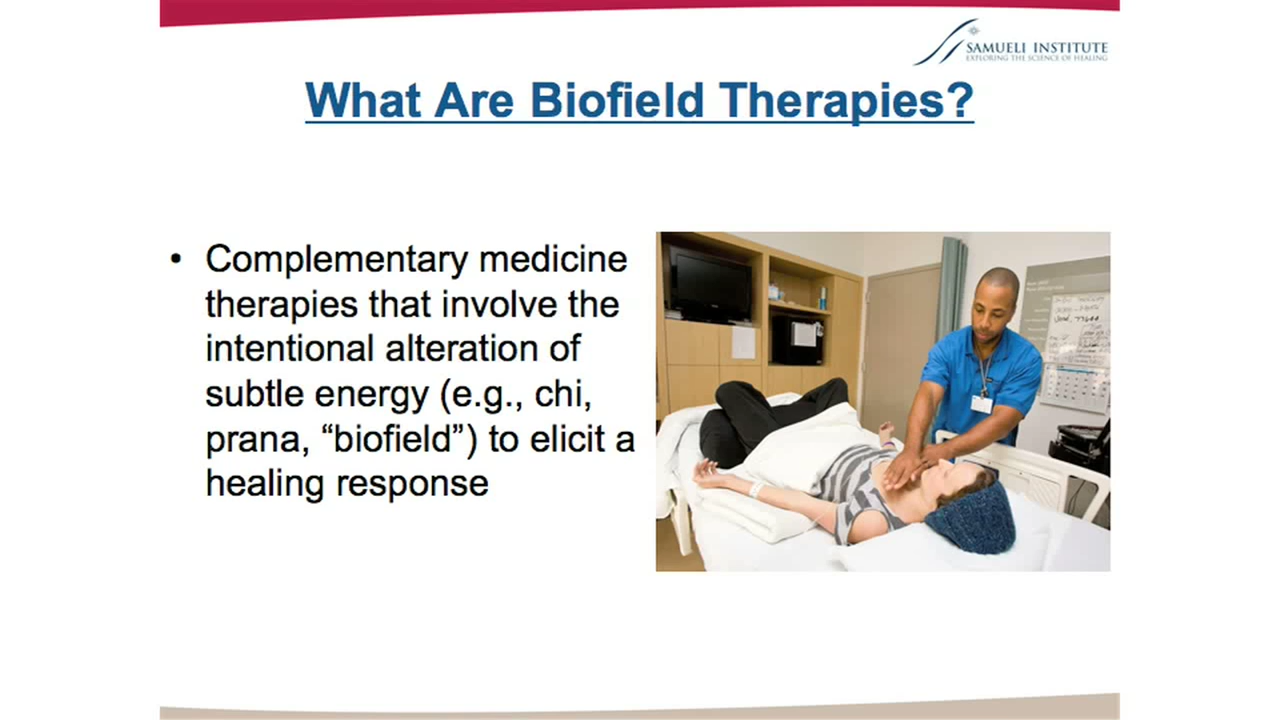 SAMUELI INSTITUTE
EXPLORING THE SCIENCE OF HEALING
What Are Biofield Therapies?
• Complementary medicine
therapies that involve the
intentional alteration of
subtle energy (e.g., chi,
prana, “biofield”) to elicit a
healing response